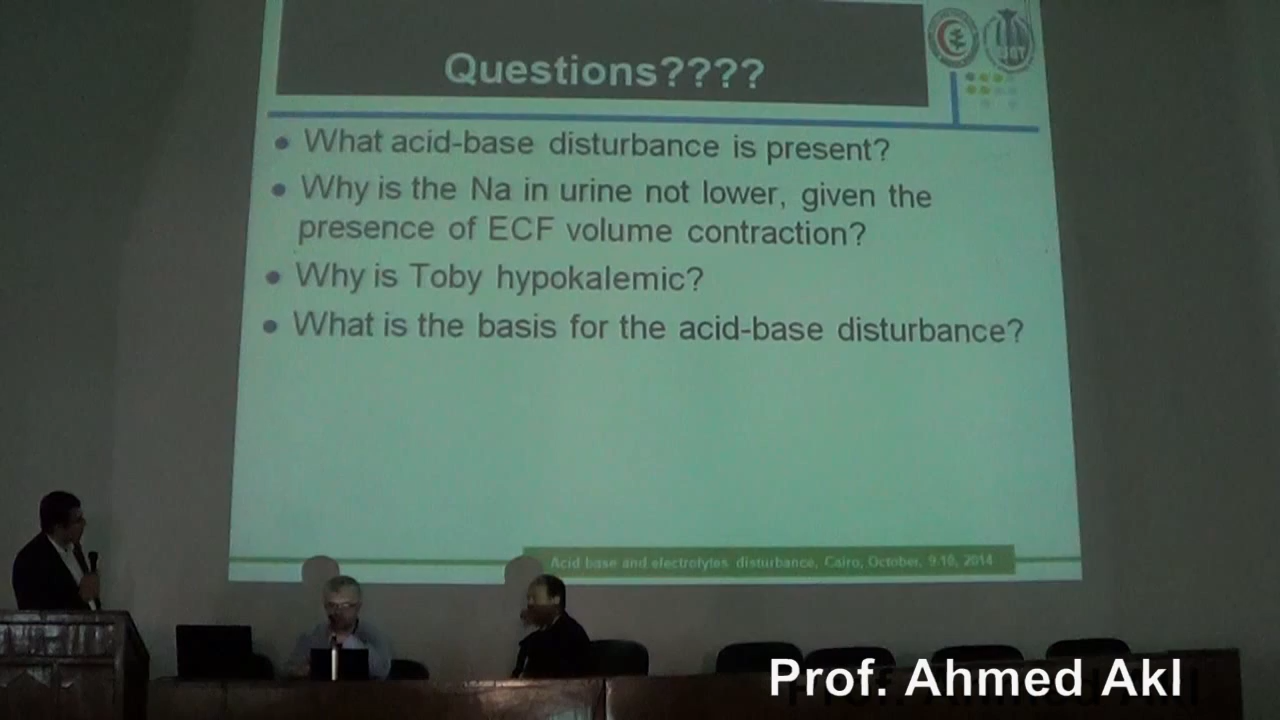 Questions????
What acid-base disturbance is present?
Why is the Na in urine not lower, given the
presence of ECF volume contraction?
Why is Toby hypokalemic?
What is the basis for the acid-base disturbance?
Acid base and electrolytes disturbance, Cairo, October, 9.10, 2014
Prof. Ahmed Akl